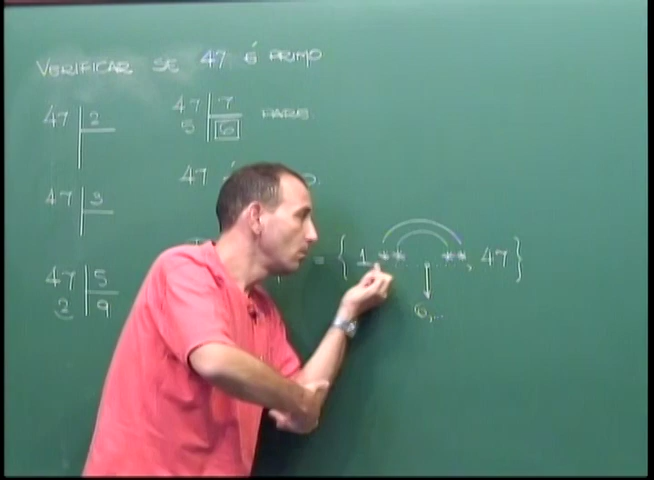 VERIFICAR SE 47 É PRIMO
47 | 2
47 | 7 PARE
5 6
47 É O.
47 | 3
= { 1 ** ** , 47 }
47 | 5
2 9
6,...